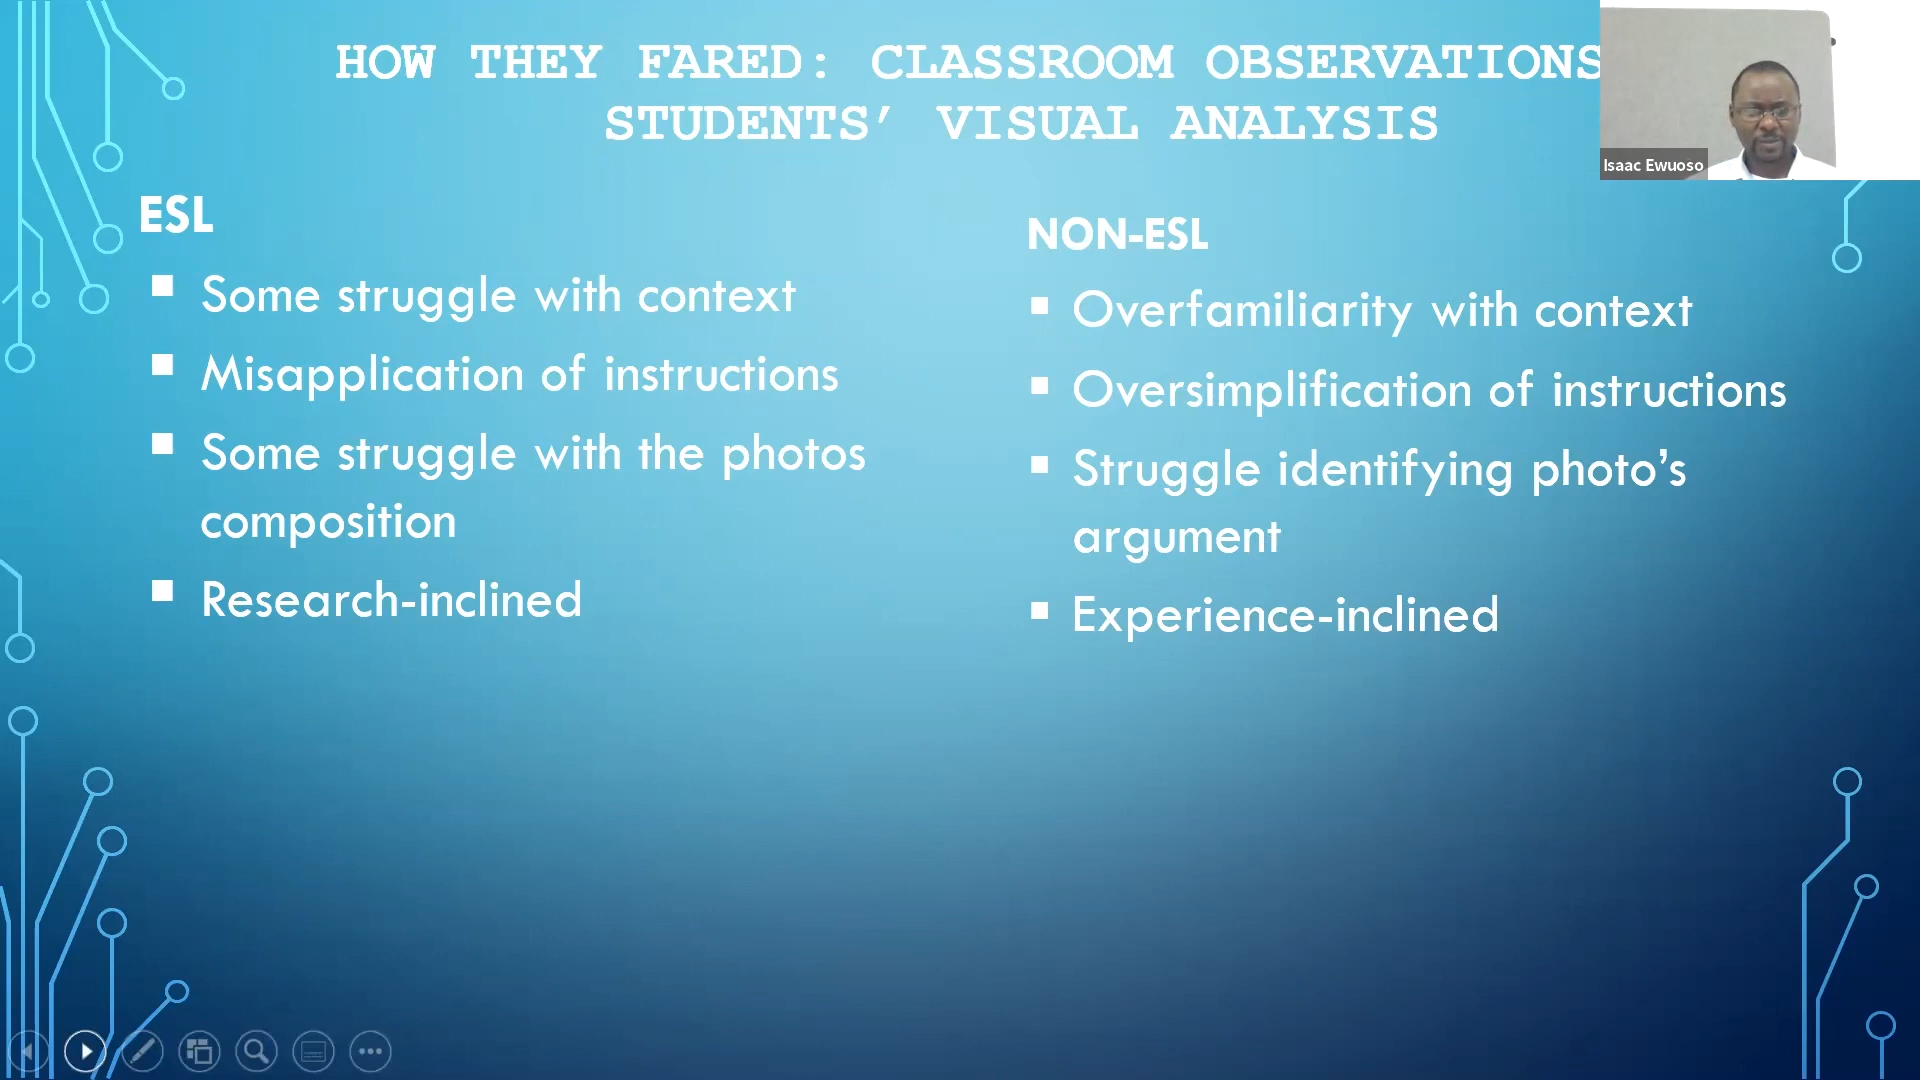 HOW THEY FARED: CLASSROOM OBSERVATIONS
STUDENTS’ VISUAL ANALYSIS
Isaac Ewuoso
ESL
Some struggle with context
Misapplication of instructions
Some struggle with the photos
composition
Research-inclined
NON-ESL
Overfamiliarity with context
Oversimplification of instructions
Struggle identifying photo’s
argument
Experience-inclined